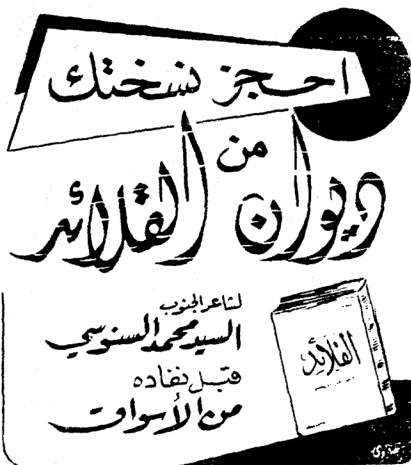 احجز نسختك
من
ديوان القلائد
لشاعر الجنوب
السيد محمد السنوسي
قبل نفاده
من الأسواق
القلائد